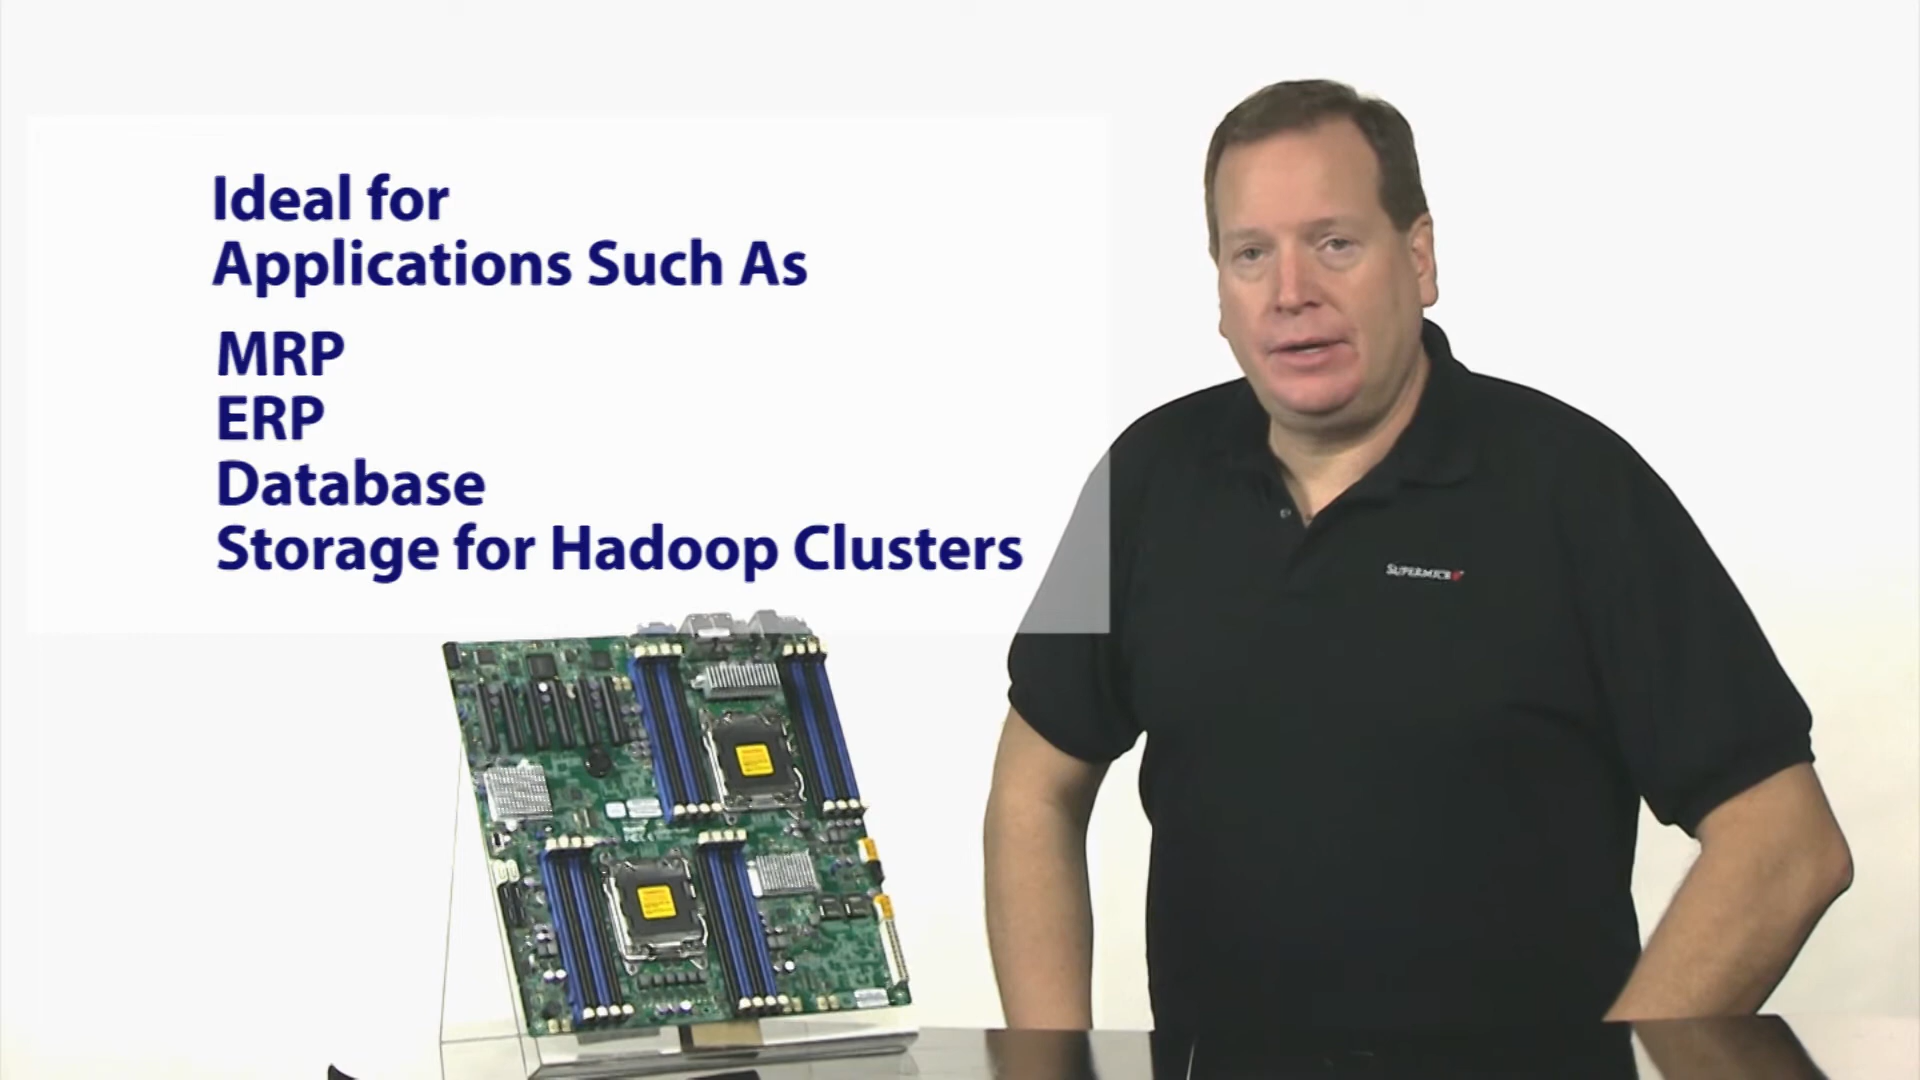 Ideal for
Applications Such As
MRP
ERP
Database
Storage for Hadoop Clusters
SUPERMICRO